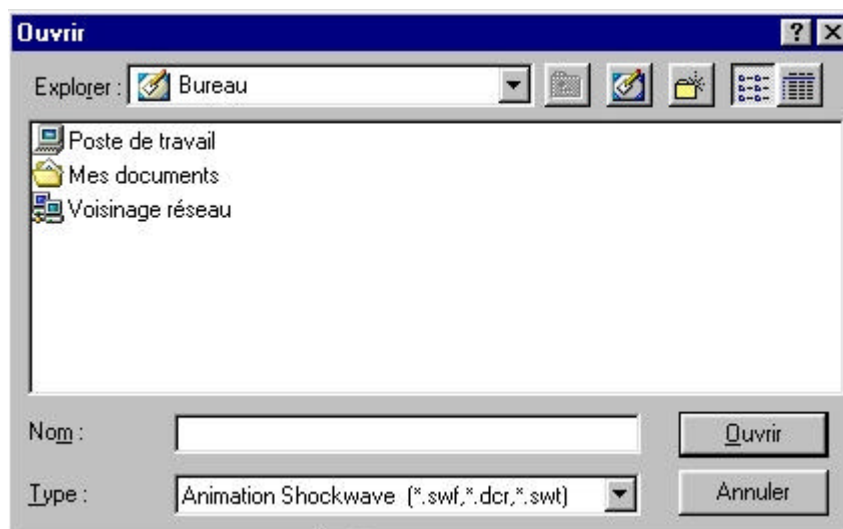 Ouvrir
Explorer : Bureau
Poste de travail
Mes documents
Voisinage réseau
Nom : Ouvrir
Type : Animation Shockwave (*.swf,*.dcr,*.swt) Annuler